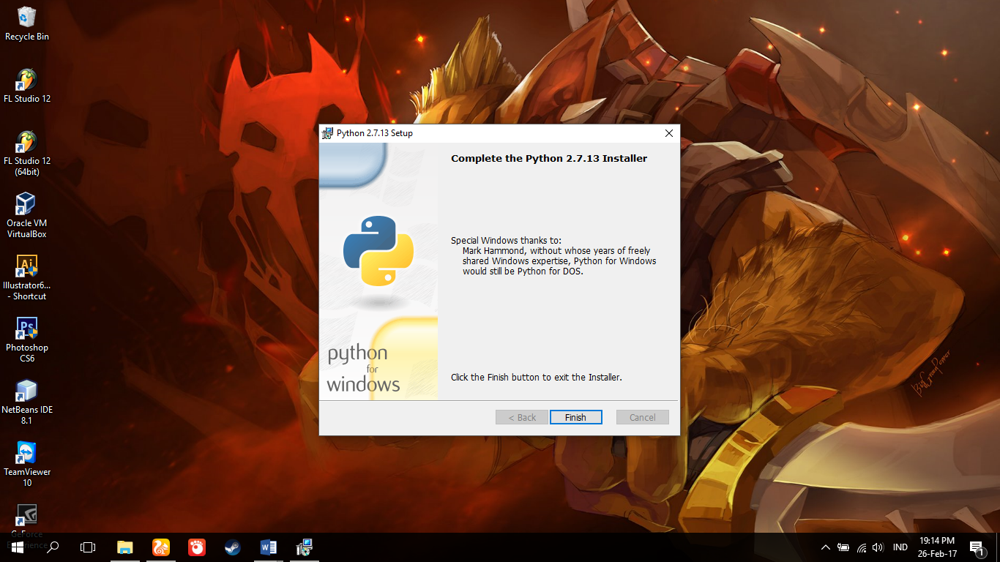 Recycle Bin
FL Studio 12
FL Studio 12
(64bit)
Oracle VM
VirtualBox
Illustrator6...
- Shortcut
Photoshop
CS6
NetBeans IDE
8.1
TeamViewer
10
GeForce
Experience
Python 2.7.13 Setup
Complete the Python 2.7.13 Installer
Special Windows thanks to:
Mark Hammond, without whose years of freely
shared Windows expertise, Python for Windows
would still be Python for DOS.
Click the Finish button to exit the Installer.
python
for
windows
< Back
Finish
Cancel
Ai
Ps
BigGreenPepper
W
IND
19:14 PM
26-Feb-17
1